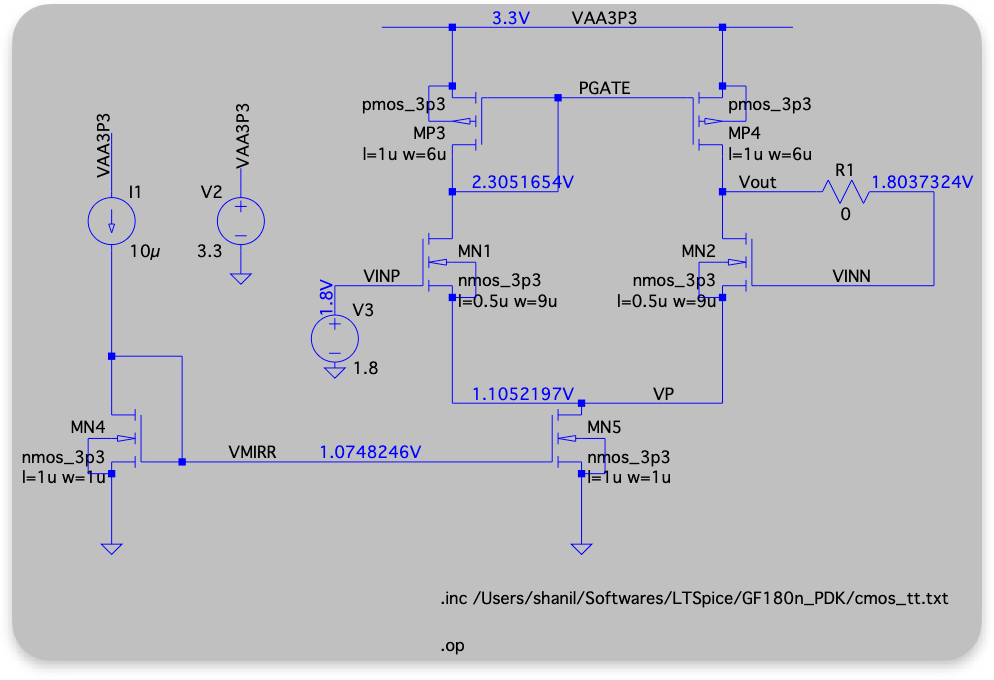 3.3V VAA3P3
PGATE
pmos_3p3
MP3
l=1u w=6u
pmos_3p3
MP4
l=1u w=6u
VAA3P3
I1
10µ
VAA3P3
V2
+
−
3.3
2.3051654V
Vout
R1
0
1.8037324V
MN1
nmos_3p3
l=0.5u w=9u
MN2
nmos_3p3
l=0.5u w=9u
VINP
VINN
1.8V
V3
+
−
1.8
1.1052197V
VP
MN4
nmos_3p3
l=1u w=1u
VMIRR
1.0748246V
MN5
nmos_3p3
l=1u w=1u
.inc /Users/shanil/Softwares/LTSpice/GF180n_PDK/cmos_tt.txt
.op